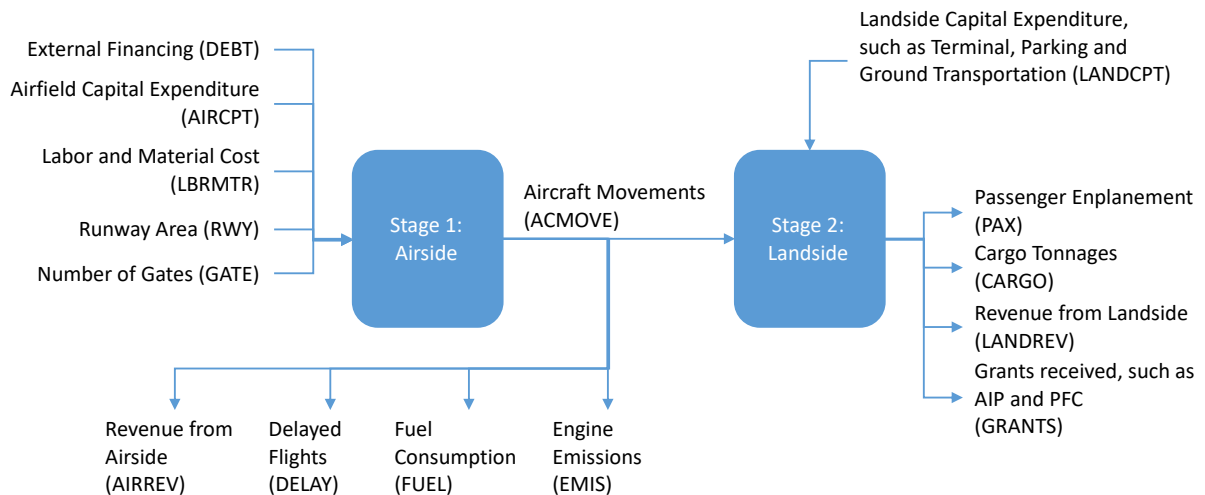 External Financing (DEBT)
Airfield Capital Expenditure
(AIRCPT)
Labor and Material Cost
(LBRMTR)
Runway Area (RWY)
Number of Gates (GATE)
Stage 1:
Airside
Aircraft Movements
(ACMOVE)
Landside Capital Expenditure,
such as Terminal, Parking and
Ground Transportation (LANDCPT)
Stage 2:
Landside
Passenger Enplanement
(PAX)
Cargo Tonnages
(CARGO)
Revenue from Landside
(LANDREV)
Grants received, such as
AIP and PFC
(GRANTS)
Revenue from
Airside
(AIRREV)
Delayed
Flights
(DELAY)
Fuel
Consumption
(FUEL)
Engine
Emissions
(EMIS)